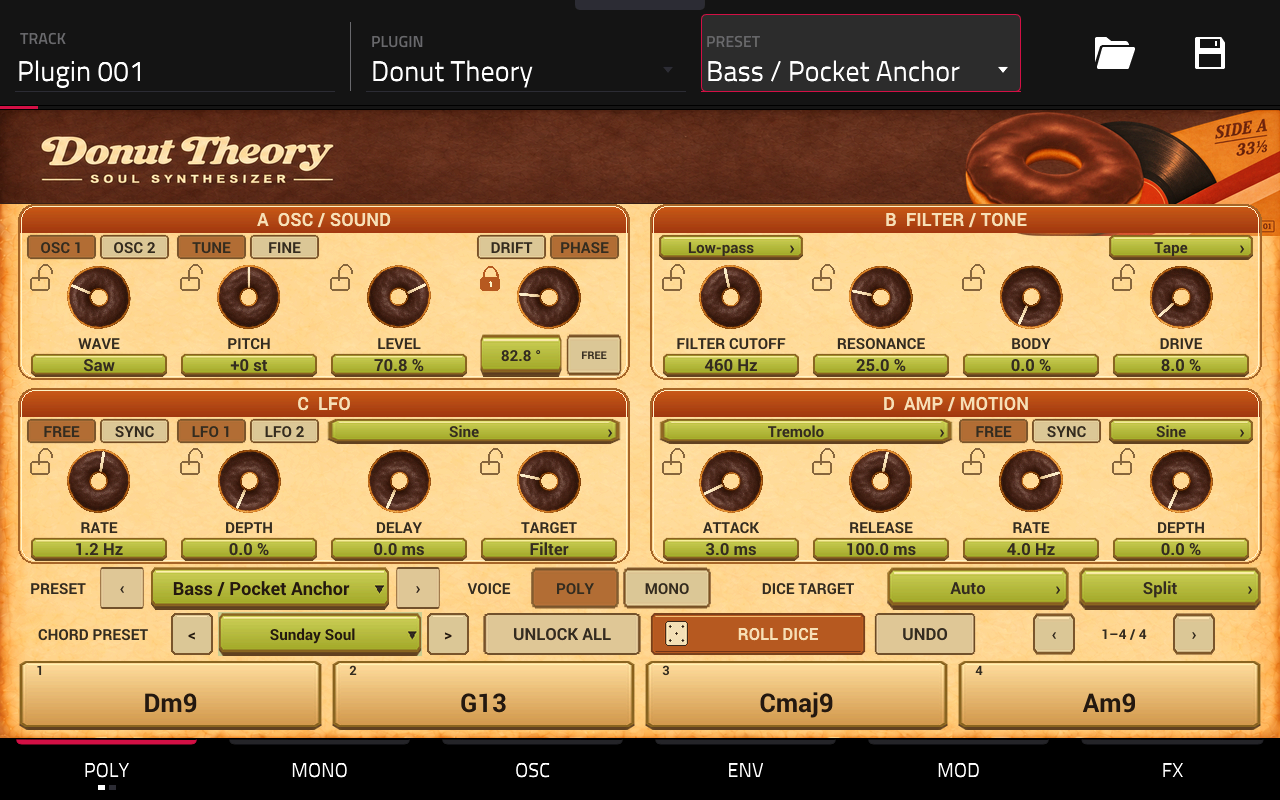 TRACK
Plugin 001
PLUGIN
Donut Theory
PRESET
Bass / Pocket Anchor
Donut Theory
SOUL SYNTHESIZER
SIDE A
33⅓
01
A OSC / SOUND
OSC 1 OSC 2 TUNE FINE DRIFT PHASE
WAVE PITCH LEVEL
Saw +0 st 70.8 % 82.8 ° FREE
B FILTER / TONE
Low-pass › Tape ›
FILTER CUTOFF RESONANCE BODY DRIVE
460 Hz 25.0 % 0.0 % 8.0 %
C LFO
FREE SYNC LFO 1 LFO 2 Sine ›
RATE DEPTH DELAY TARGET
1.2 Hz 0.0 % 0.0 ms Filter
D AMP / MOTION
Tremolo › FREE SYNC Sine ›
ATTACK RELEASE RATE DEPTH
3.0 ms 100.0 ms 4.0 Hz 0.0 %
PRESET ‹ Bass / Pocket Anchor ▾ › VOICE POLY MONO DICE TARGET Auto › Split ›
CHORD PRESET < Sunday Soul ▾ > UNLOCK ALL ROLL DICE UNDO ‹ 1–4 / 4 ›
1 Dm9
2 G13
3 Cmaj9
4 Am9
POLY MONO OSC ENV MOD FX